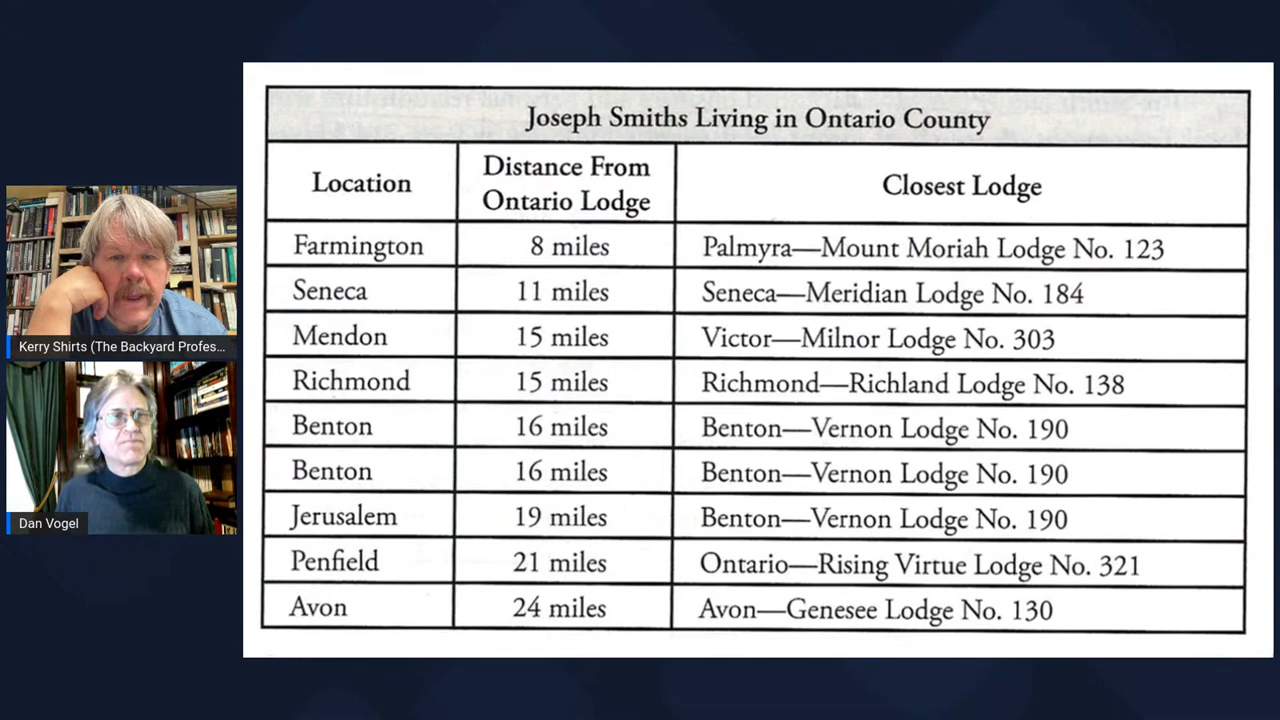 Joseph Smiths Living in Ontario County
Location
Distance From
Ontario Lodge
Closest Lodge
Farmington 8 miles Palmyra—Mount Moriah Lodge No. 123
Seneca 11 miles Seneca—Meridian Lodge No. 184
Mendon 15 miles Victor—Milnor Lodge No. 303
Richmond 15 miles Richmond—Richland Lodge No. 138
Benton 16 miles Benton—Vernon Lodge No. 190
Benton 16 miles Benton—Vernon Lodge No. 190
Jerusalem 19 miles Benton—Vernon Lodge No. 190
Penfield 21 miles Ontario—Rising Virtue Lodge No. 321
Avon 24 miles Avon—Genesee Lodge No. 130
Kerry Shirts (The Backyard Profes...
Dan Vogel